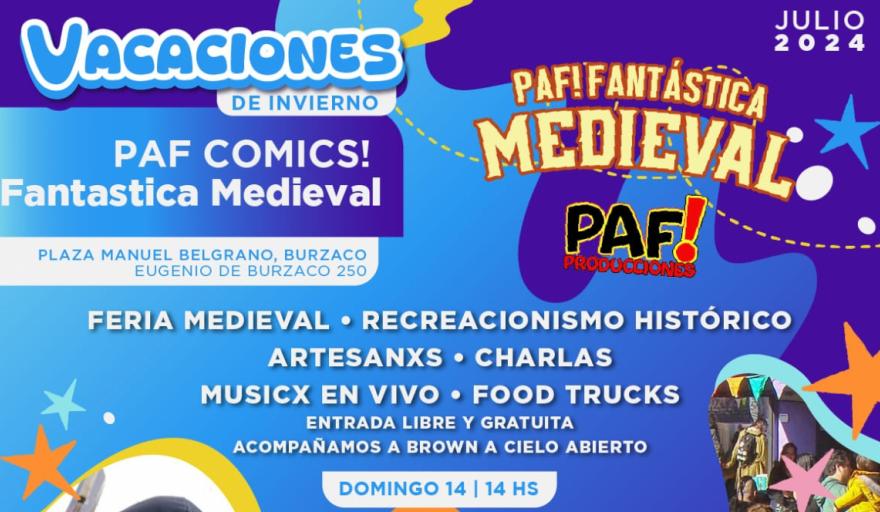 VACACIONES
DE INVIERNO
JULIO
2024
PAF COMICS!
Fantastica Medieval
PLAZA MANUEL BELGRANO, BURZACO
EUGENIO DE BURZACO 250
PAF! FANTÁSTICA
MEDIEVAL
PAF!
PRODUCCIONES
FERIA MEDIEVAL • RECREACIONISMO HISTÓRICO
ARTESANXS • CHARLAS
MUSICX EN VIVO • FOOD TRUCKS
ENTRADA LIBRE Y GRATUITA
ACOMPAÑAMOS A BROWN A CIELO ABIERTO
DOMINGO 14 | 14 HS